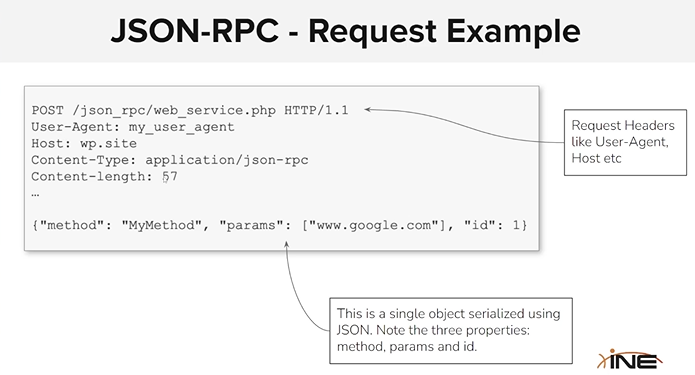 JSON-RPC - Request Example
POST /json_rpc/web_service.php HTTP/1.1
User-Agent: my_user_agent
Host: wp.site
Content-Type: application/json-rpc
Content-length: 57
…
{"method": "MyMethod", "params": ["www.google.com"], "id": 1}
Request Headers
like User-Agent,
Host etc
This is a single object serialized using
JSON. Note the three properties:
method, params and id.
INE